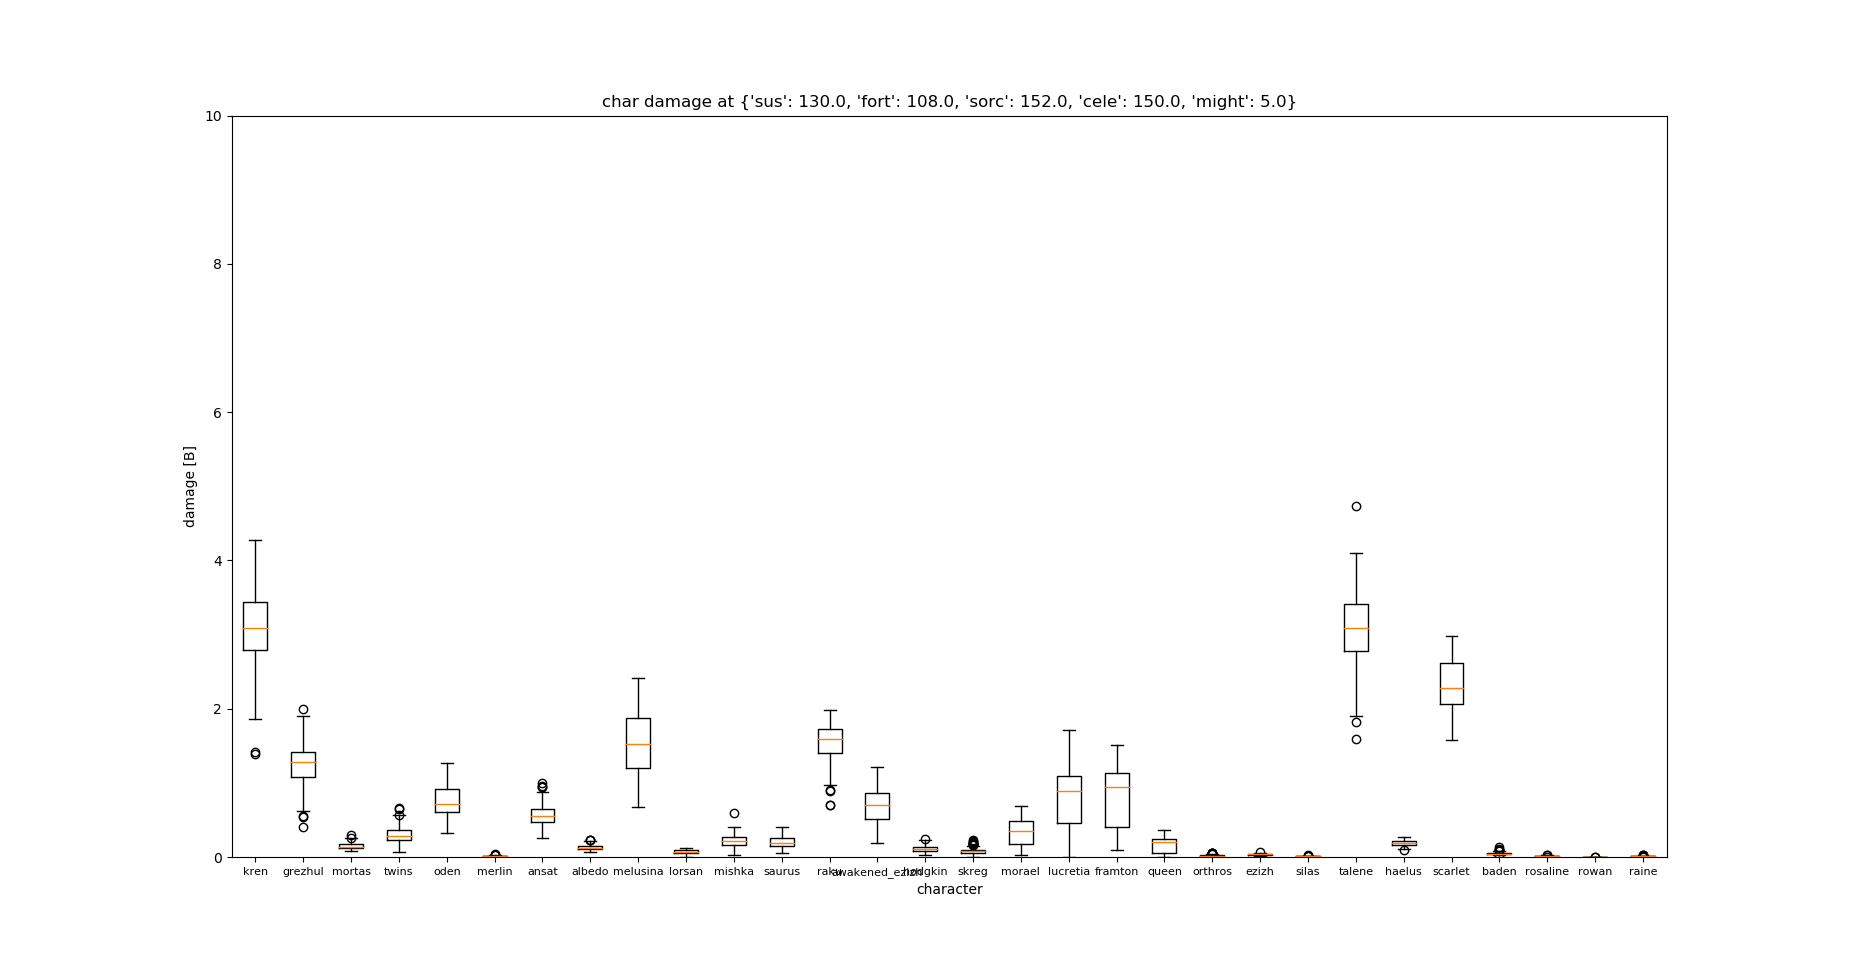 char damage at {'sus': 130.0, 'fort': 108.0, 'sorc': 152.0, 'cele': 150.0, 'might': 5.0}
10
8
6
4
2
0
damage [B]
kren grezhul mortas twins oden merlin ansat albedo melusina lorsan mishka saurus raku awakened_ezizh hodgkin skreg morael lucretia framton queen orthros ezizh silas talene haelus scarlet baden rosaline rowan raine
character